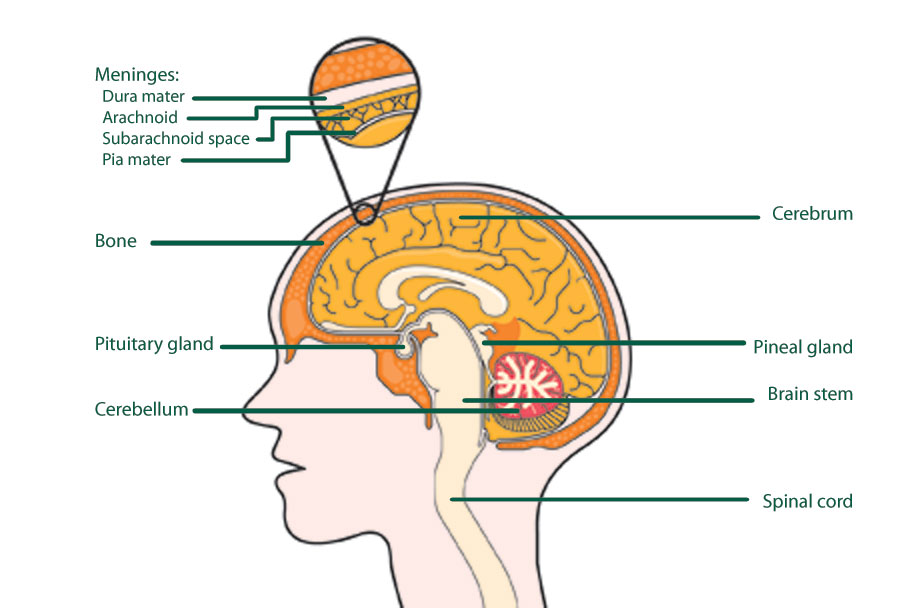 Meninges:
Dura mater
Arachnoid
Subarachnoid space
Pia mater
Cerebrum
Bone
Pituitary gland
Pineal gland
Brain stem
Cerebellum
Spinal cord